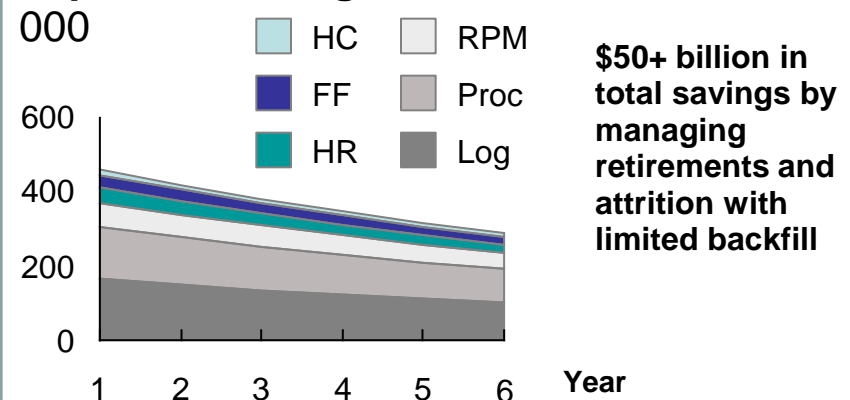 000
HC
RPM
FF
Proc
HR
Log
$50+ billion in
total savings by
managing
retirements and
attrition with
limited backfill
600
400
200
0
1 2 3 4 5 6
Year